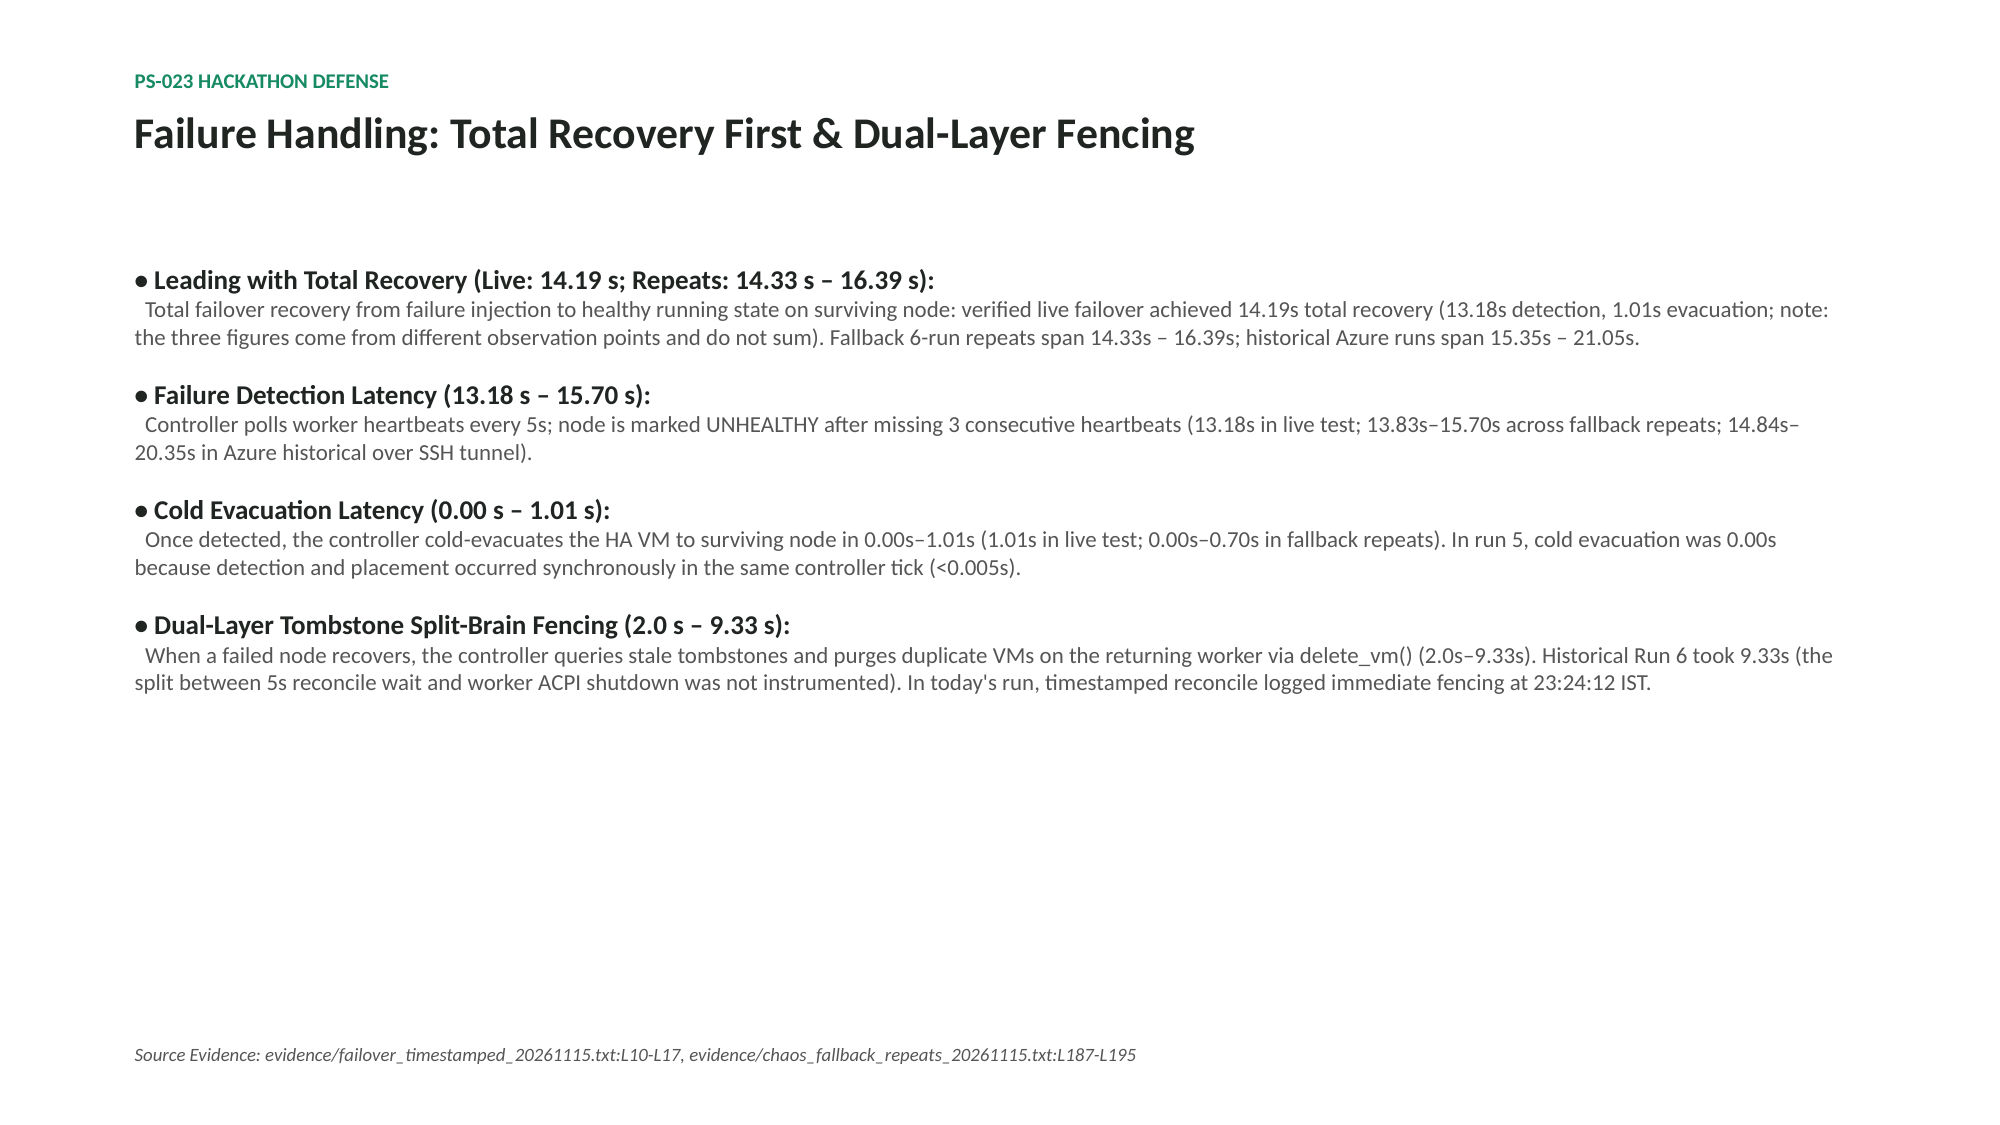 PS-023 HACKATHON DEFENSE
Failure Handling: Total Recovery First & Dual-Layer Fencing
● Leading with Total Recovery (Live: 14.19 s; Repeats: 14.33 s – 16.39 s):
Total failover recovery from failure injection to healthy running state on surviving node: verified live failover achieved 14.19s total recovery (13.18s detection, 1.01s evacuation; note:
the three figures come from different observation points and do not sum). Fallback 6-run repeats span 14.33s – 16.39s; historical Azure runs span 15.35s – 21.05s.
● Failure Detection Latency (13.18 s – 15.70 s):
Controller polls worker heartbeats every 5s; node is marked UNHEALTHY after missing 3 consecutive heartbeats (13.18s in live test; 13.83s–15.70s across fallback repeats; 14.84s–
20.35s in Azure historical over SSH tunnel).
● Cold Evacuation Latency (0.00 s – 1.01 s):
Once detected, the controller cold-evacuates the HA VM to surviving node in 0.00s–1.01s (1.01s in live test; 0.00s–0.70s in fallback repeats). In run 5, cold evacuation was 0.00s
because detection and placement occurred synchronously in the same controller tick (<0.005s).
● Dual-Layer Tombstone Split-Brain Fencing (2.0 s – 9.33 s):
When a failed node recovers, the controller queries stale tombstones and purges duplicate VMs on the returning worker via delete_vm() (2.0s–9.33s). Historical Run 6 took 9.33s (the
split between 5s reconcile wait and worker ACPI shutdown was not instrumented). In today's run, timestamped reconcile logged immediate fencing at 23:24:12 IST.
Source Evidence: evidence/failover_timestamped_20261115.txt:L10-L17, evidence/chaos_fallback_repeats_20261115.txt:L187-L195